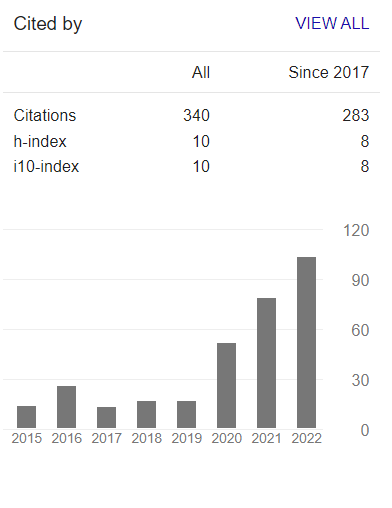 Cited by VIEW ALL
All Since 2017
Citations 340 283
h-index 10 8
i10-index 10 8
120
90
60
30
0
2015 2016 2017 2018 2019 2020 2021 2022